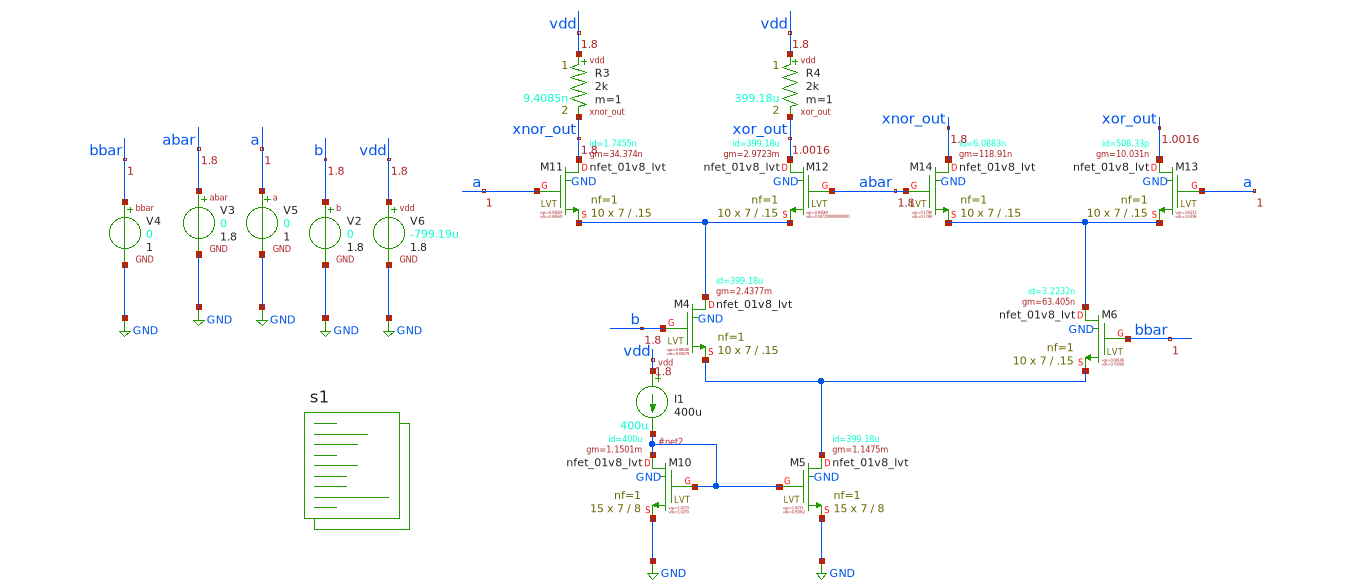 vdd
1.8
vdd
1
R3
2k
m=1
9.4085n
2
xnor_out
xnor_out
1.8
vdd
1.8
vdd
1
R4
2k
m=1
399.18u
2
xor_out
xor_out
1.0016
id=1.7455n
gm=34.374n
M11
D
nfet_01v8_lvt
GND
a
1
G
LVT
nf=1
10 x 7 / .15
S
id=399.18u
gm=2.9723m
nfet_01v8_lvt
D
M12
GND
G
LVT
nf=1
10 x 7 / .15
S
abar
1.8
xnor_out
1.8
id=6.0883n
gm=118.91n
M14
D
nfet_01v8_lvt
GND
G
LVT
nf=1
10 x 7 / .15
S
xor_out
1.0016
id=508.33p
gm=10.031n
nfet_01v8_lvt
D
M13
GND
G
LVT
nf=1
10 x 7 / .15
S
a
1
bbar
1
bbar
V4
0
1
GND
GND
abar
1.8
abar
V3
0
1.8
GND
GND
a
1
a
V5
0
1
GND
GND
b
1.8
b
V2
0
1.8
GND
GND
vdd
1.8
vdd
V6
-799.19u
1.8
GND
GND
id=399.18u
gm=2.4377m
M4
D
nfet_01v8_lvt
GND
b
1.8
G
LVT
nf=1
10 x 7 / .15
S
id=3.2232n
gm=63.405n
nfet_01v8_lvt
D
M6
GND
G
LVT
nf=1
10 x 7 / .15
S
bbar
1
vdd
vdd
1.8
I1
400u
400u
#net2
id=400u
gm=1.1501m
nfet_01v8_lvt
D
M10
GND
G
LVT
nf=1
15 x 7 / 8
S
GND
id=399.18u
gm=1.1475m
M5
D
nfet_01v8_lvt
GND
G
LVT
nf=1
15 x 7 / 8
S
GND
s1